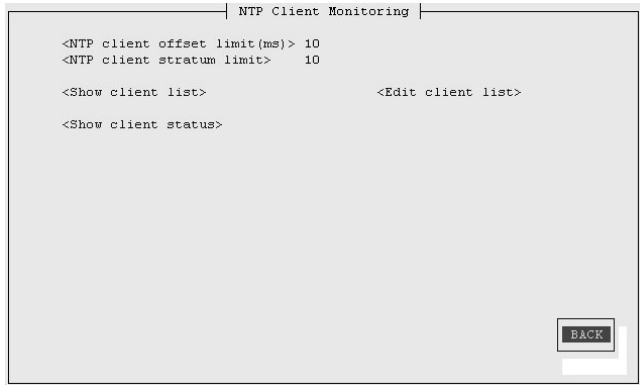 NTP Client Monitoring
<NTP client offset limit(ms)> 10
<NTP client stratum limit> 10
<Show client list> <Edit client list>
<Show client status>
BACK